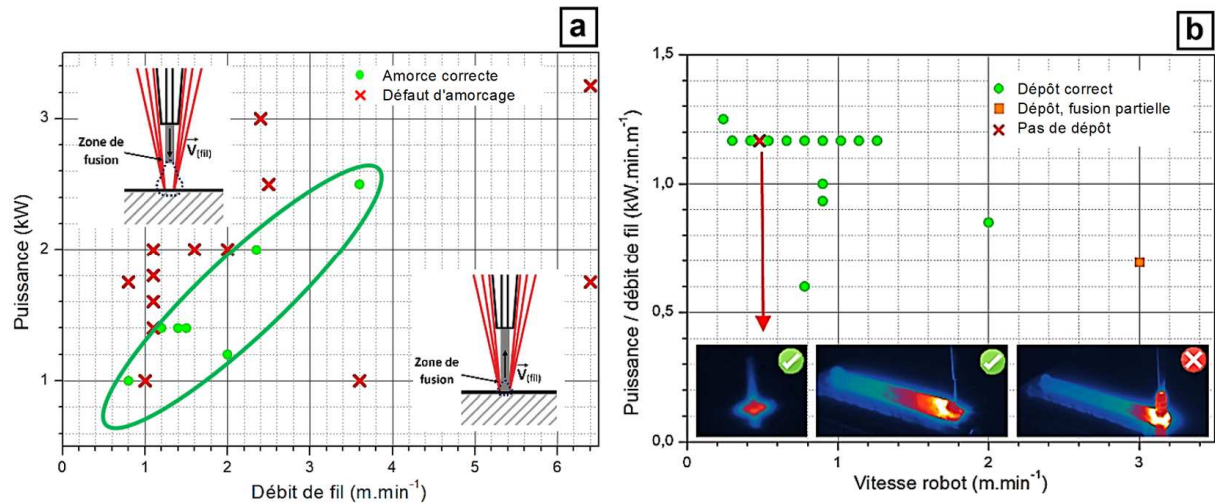 a
Puissance (kW)
3
2
1
0
1
2
3
4
5
6
Débit de fil (m.min⁻¹)
Amorce correcte
Défaut d'amorcage
Zone de
fusion
V(fil)
Zone de
fusion
V(fil)
b
Puissance / débit de fil (kW.min.m⁻¹)
1,5
1,0
0,5
0,0
0
1
2
3
Vitesse robot (m.min⁻¹)
Dépôt correct
Dépôt, fusion partielle
Pas de dépôt